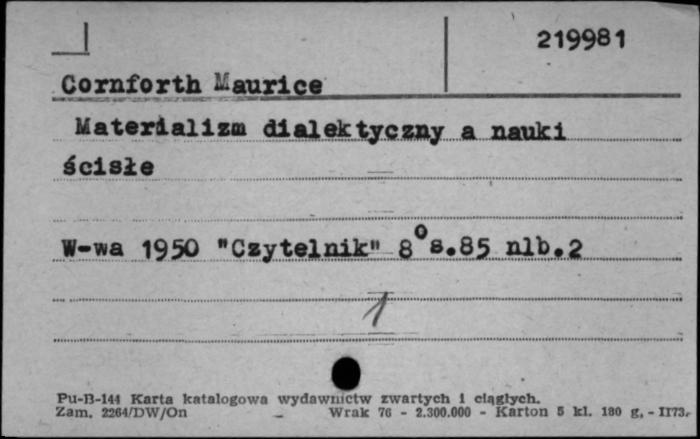 219981
Cornforth Maurice
Materializm dialektyczny a nauki
ścisłe
W-wa 1950 "Czytelnik" 8° s.85 nlb.2
1
Pu-B-144 Karta katalogowa wydawnictw zwartych i ciągłych.
Zam. 2264/DW/On - Wrak 76 - 2.300.000 - Karton 5 kl. 180 g. - II73.